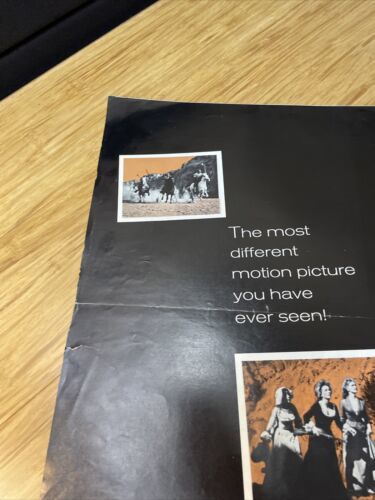 The most
different
motion picture
you have
ever seen!